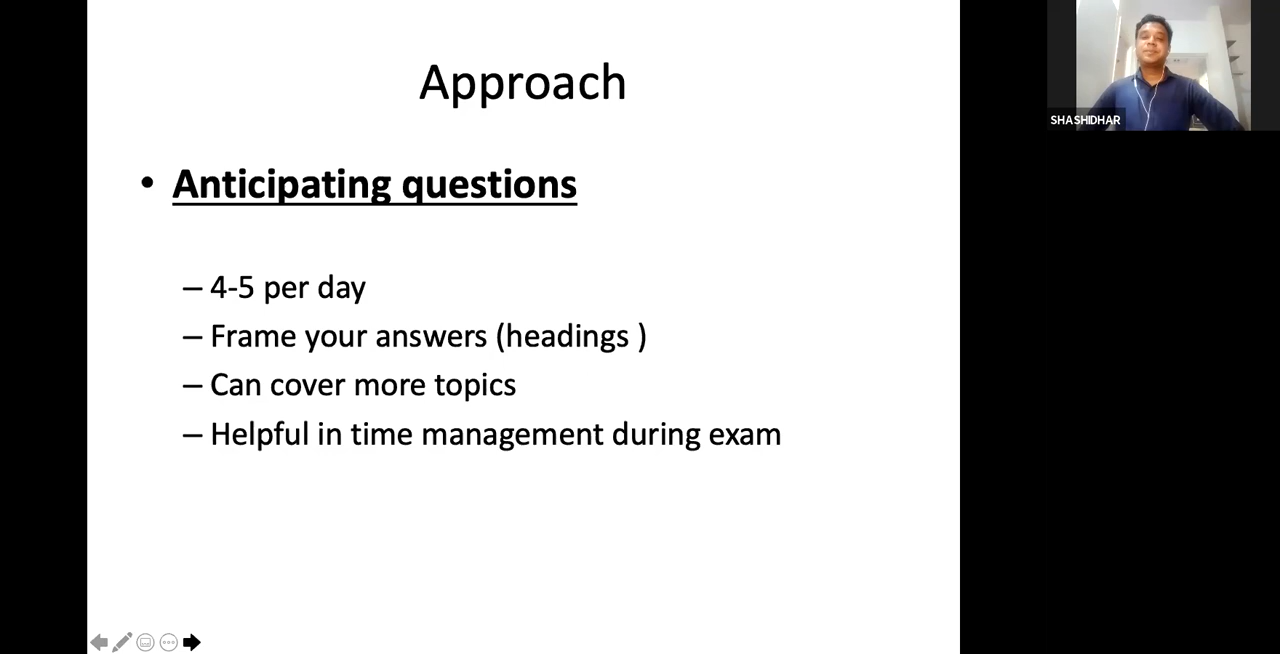 Approach
• Anticipating questions
– 4-5 per day
– Frame your answers (headings )
– Can cover more topics
– Helpful in time management during exam
SHASHIDHAR